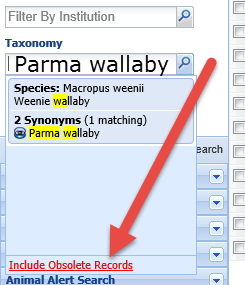 Filter By Institution
Taxonomy
Parma wallaby
Species: Macropus weenii
Weenie wallaby
2 Synonyms (1 matching)
Parma wallaby
earch
Include Obsolete Records
Animal Alert Search